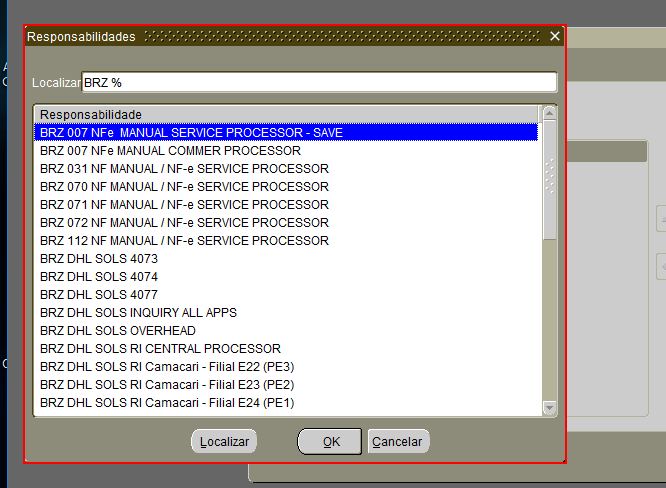 Responsabilidades
Localizar BRZ %
Responsabilidade
BRZ 007 NFe  MANUAL SERVICE PROCESSOR - SAVE
BRZ 007 NFe MANUAL COMMER PROCESSOR
BRZ 031 NF MANUAL / NF-e SERVICE PROCESSOR
BRZ 070 NF MANUAL / NF-e SERVICE PROCESSOR
BRZ 071 NF MANUAL / NF-e SERVICE PROCESSOR
BRZ 072 NF MANUAL / NF-e SERVICE PROCESSOR
BRZ 112 NF MANUAL / NF-e SERVICE PROCESSOR
BRZ DHL SOLS 4073
BRZ DHL SOLS 4074
BRZ DHL SOLS 4077
BRZ DHL SOLS INQUIRY ALL APPS
BRZ DHL SOLS OVERHEAD
BRZ DHL SOLS RI CENTRAL PROCESSOR
BRZ DHL SOLS RI Camacari - Filial E22 (PE3)
BRZ DHL SOLS RI Camacari - Filial E23 (PE2)
BRZ DHL SOLS RI Camacari - Filial E24 (PE1)
Localizar OK Cancelar